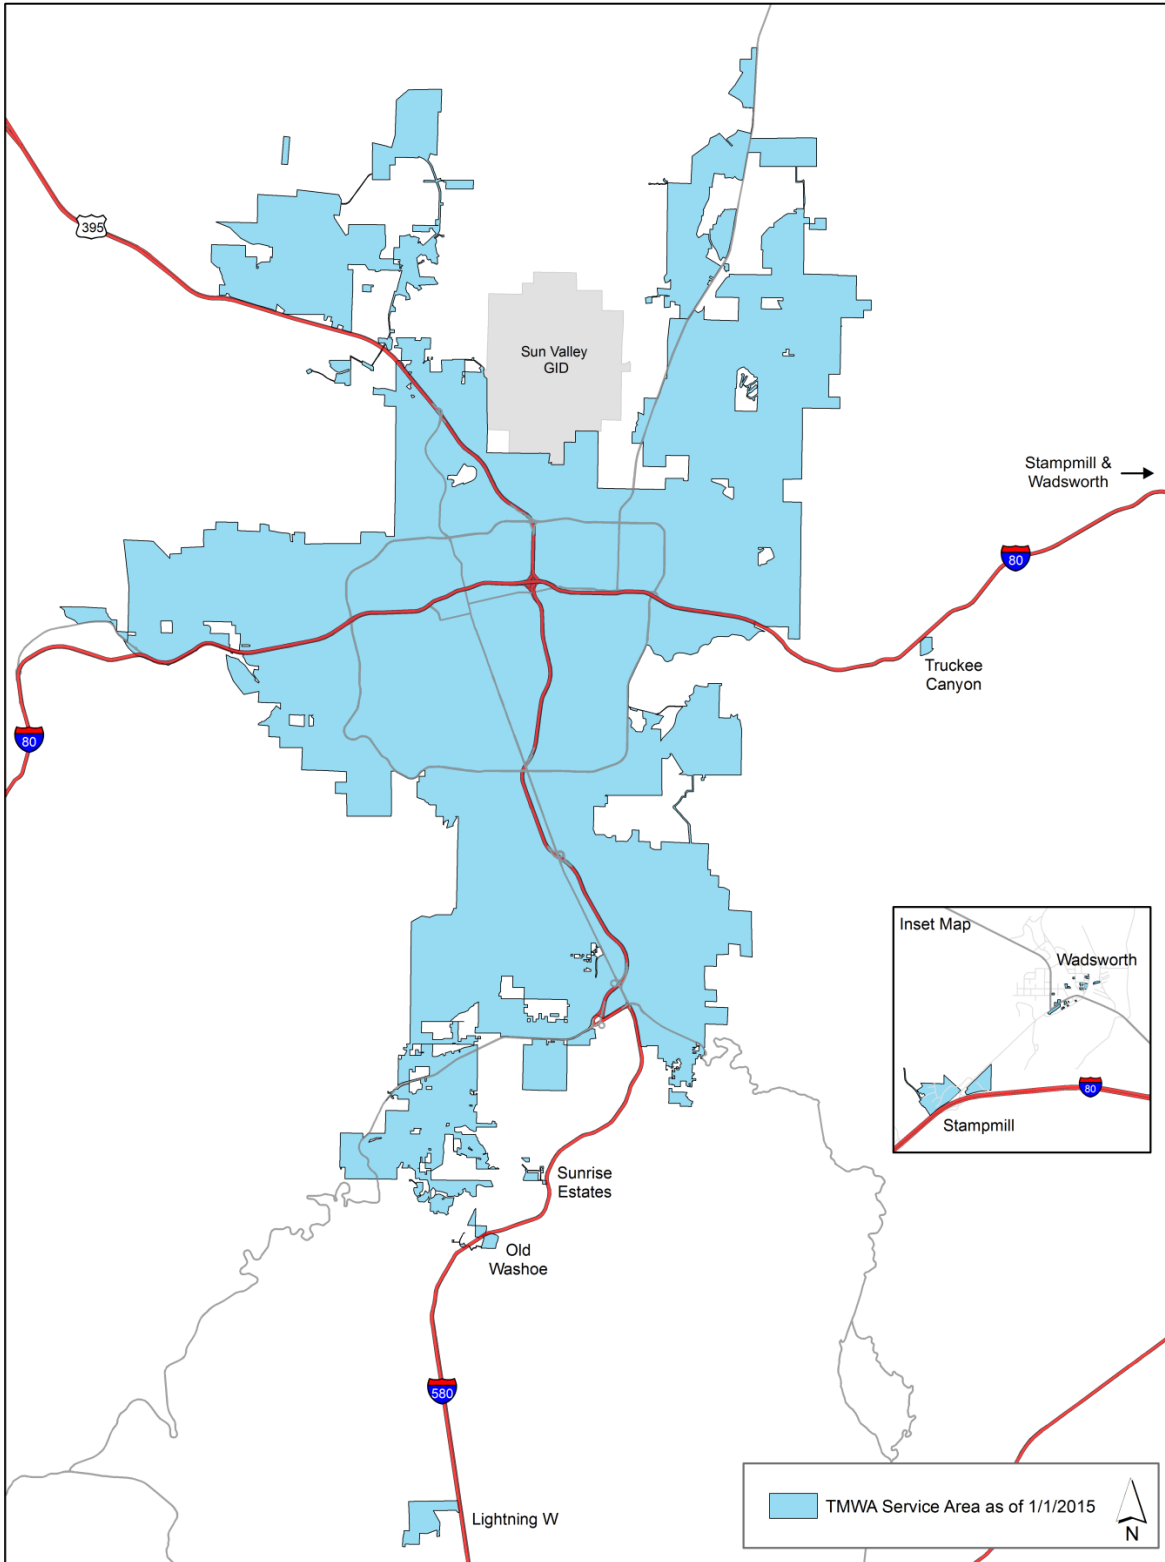 395
Sun Valley
GID
Stampmill &
Wadsworth
80
Truckee
Canyon
80
Inset Map
Wadsworth
80
Stampmill
Sunrise
Estates
Old
Washoe
580
Lightning W
TMWA Service Area as of 1/1/2015
N